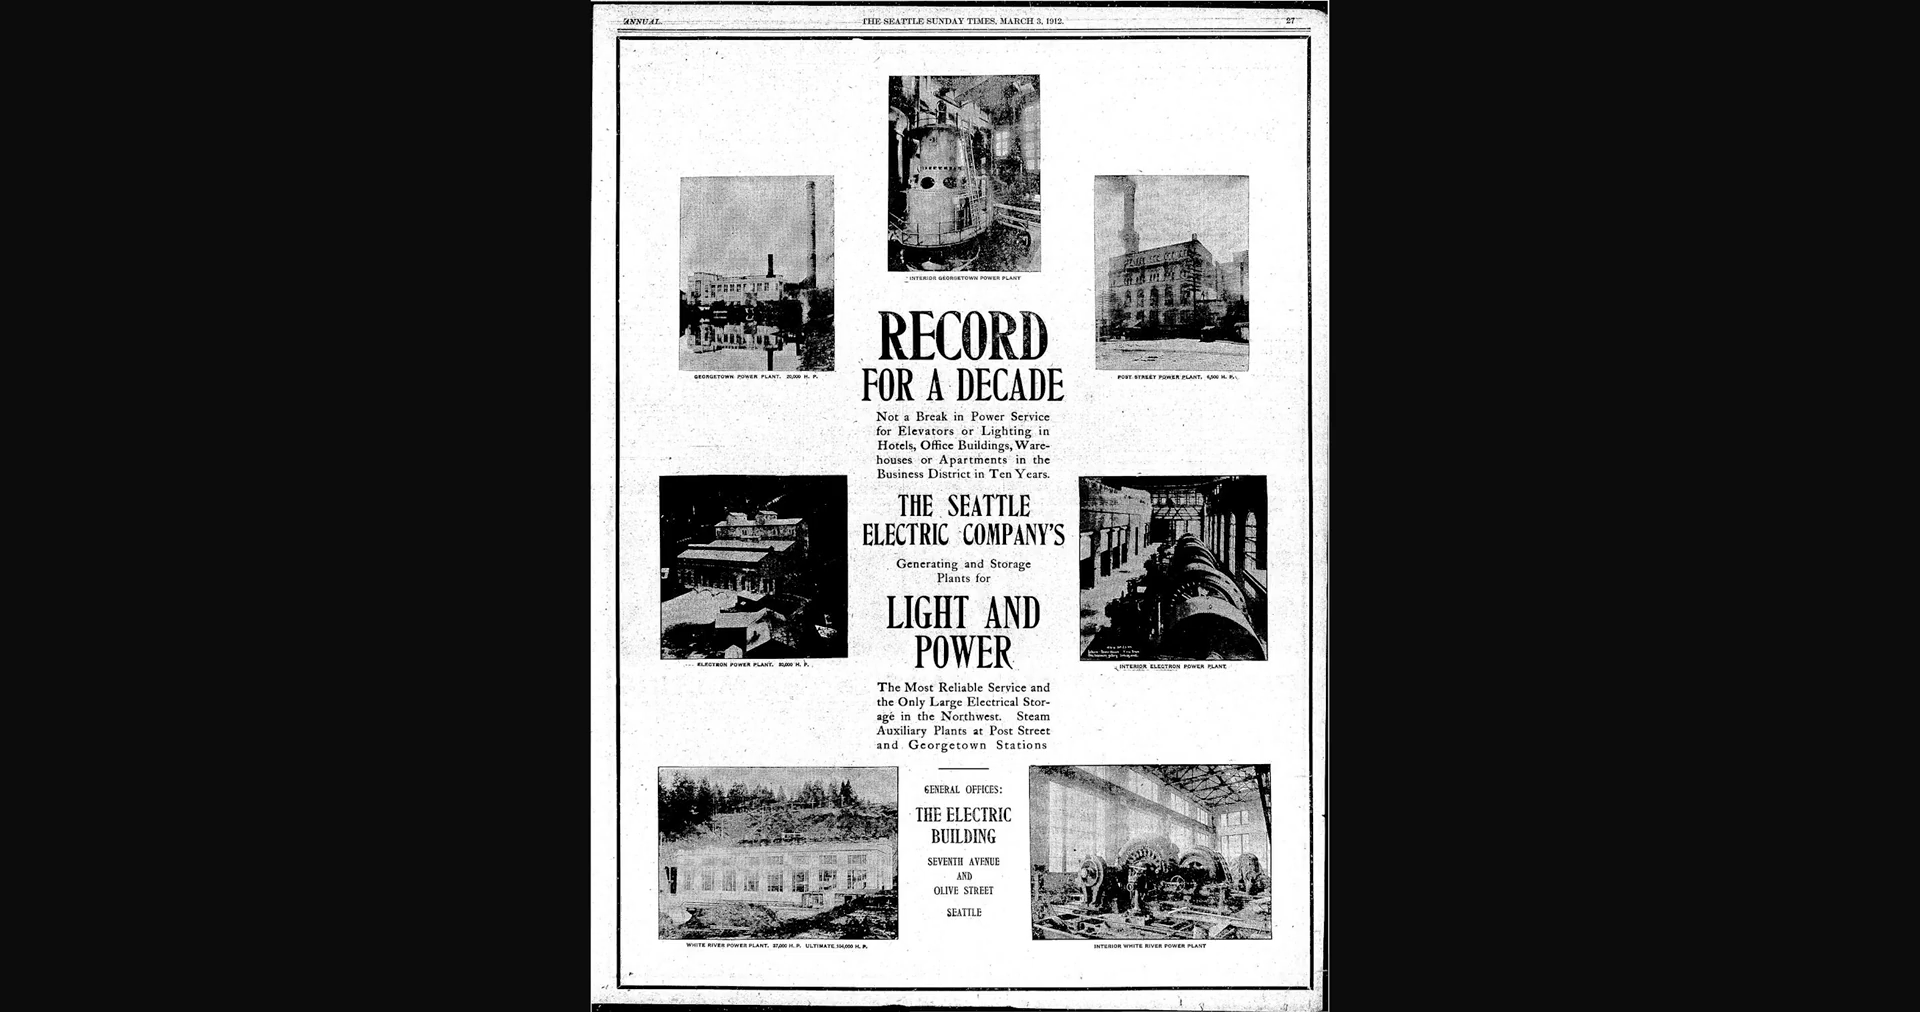 ANNUAL.
THE SEATTLE SUNDAY TIMES, MARCH 3, 1912.
27
INTERIOR GEORGETOWN POWER PLANT
GEORGETOWN POWER PLANT. 20,000 H. P.
POST STREET POWER PLANT. 6,500 H. P.
RECORD
FOR A DECADE
Not a Break in Power Service
for Elevators or Lighting in
Hotels, Office Buildings, Ware-
houses or Apartments in the
Business District in Ten Years.
THE SEATTLE
ELECTRIC COMPANY'S
Generating and Storage
Plants for
LIGHT AND
POWER
ELECTRON POWER PLANT. H. P.
INTERIOR ELECTRON POWER PLANT
The Most Reliable Service and
the Only Large Electrical Stor-
age in the Northwest. Steam
Auxiliary Plants at Post Street
and Georgetown Stations
GENERAL OFFICES:
THE ELECTRIC
BUILDING
SEVENTH AVENUE
AND
OLIVE STREET
SEATTLE
WHITE RIVER POWER PLANT. H. P. ULTIMATE H. P.
INTERIOR WHITE RIVER POWER PLANT